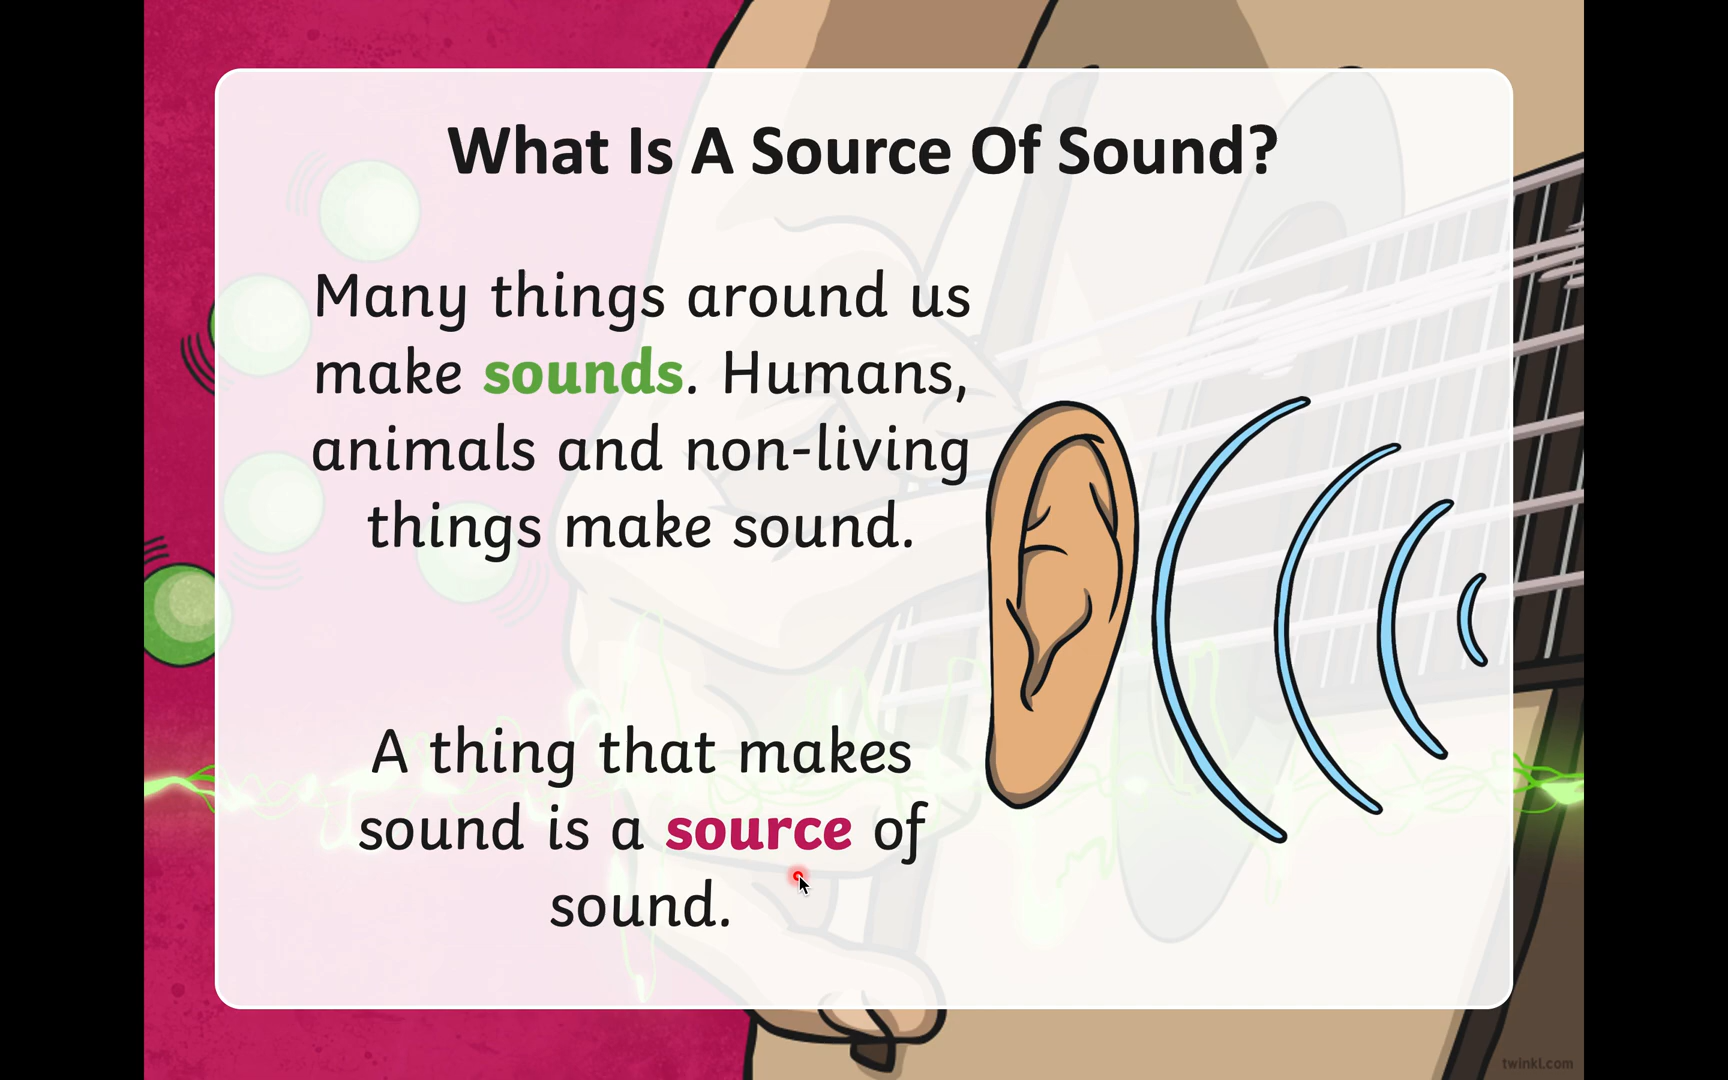 What Is A Source Of Sound?
Many things around us
make sounds. Humans,
animals and non-living
things make sound.
A thing that makes
sound is a source of
sound.
twinkl.com